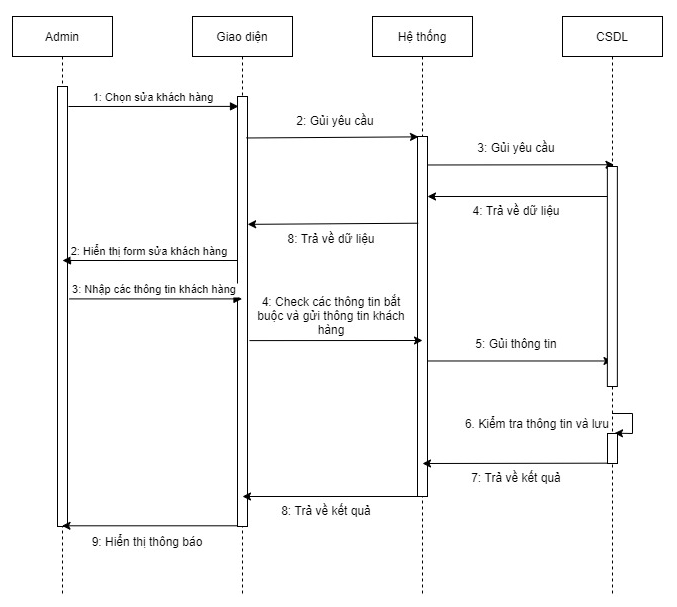 Admin
Giao diện
Hệ thống
CSDL
1: Chọn sửa khách hàng
2: Gủi yêu cầu
3: Gủi yêu cầu
4: Trả về dữ liệu
8: Trả về dữ liệu
2: Hiển thị form sửa khách hàng
3: Nhập các thông tin khách hàng
4: Check các thông tin bắt
buộc và gửi thông tin khách
hàng
5: Gủi thông tin
6. Kiểm tra thông tin và lưu
7: Trả về kết quả
8: Trả về kết quả
9: Hiển thị thông báo